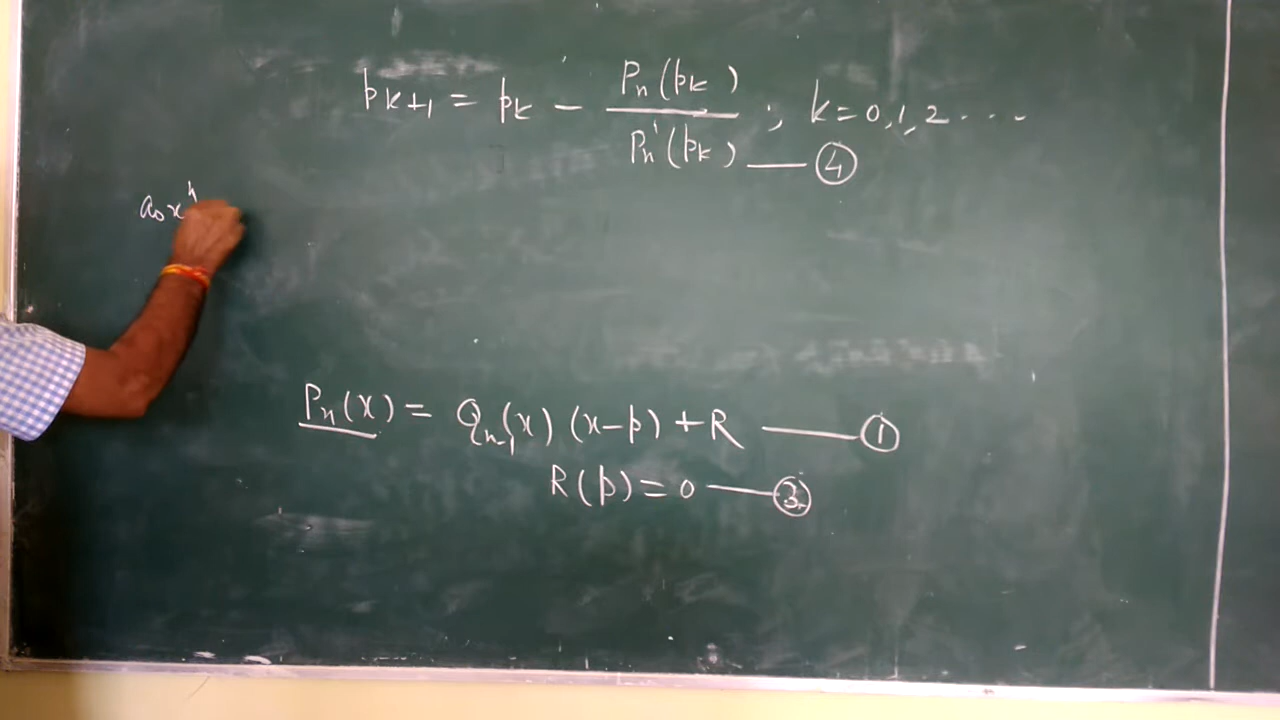 pk+1 = pk − Pn(pk) / Pn'(pk) ; k = 0, 1, 2 .... —— ④
a₀xⁿ
Pn(x) = Qn-1(x) (x−p) + R —— ①
R(p) = 0 —— ③